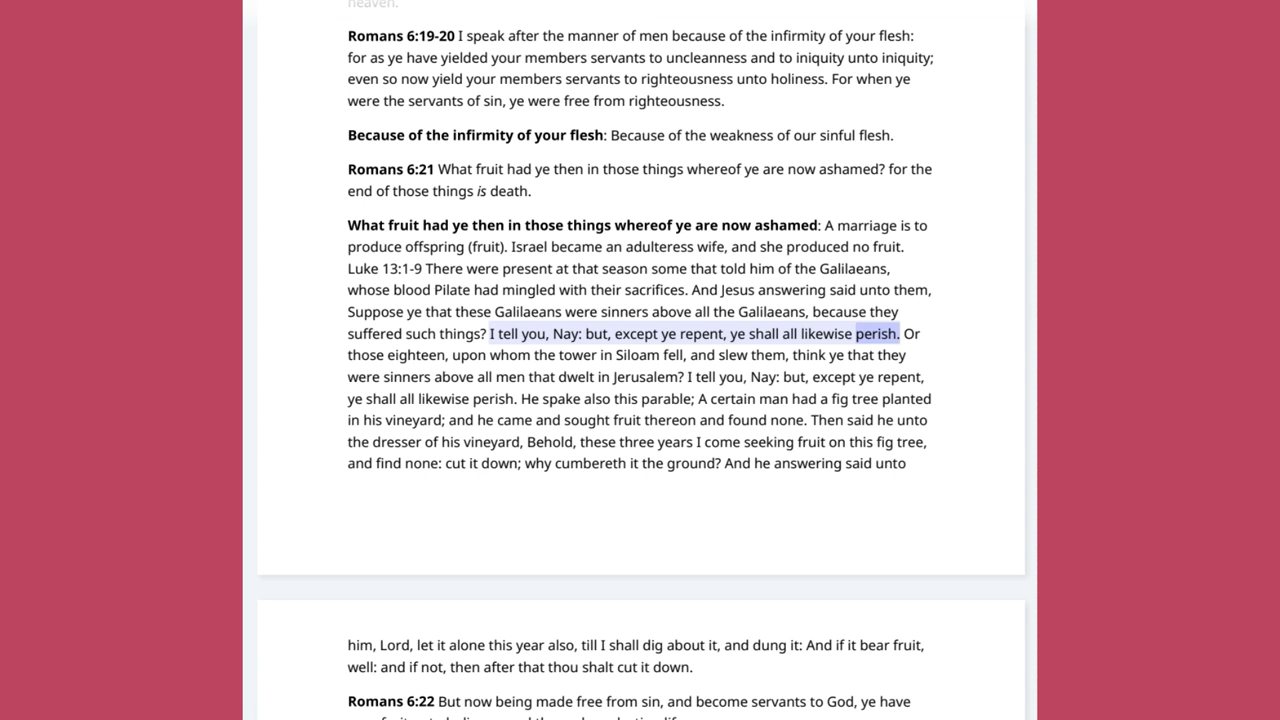 heaven.
Romans 6:19-20 I speak after the manner of men because of the infirmity of your flesh:
for as ye have yielded your members servants to uncleanness and to iniquity unto iniquity;
even so now yield your members servants to righteousness unto holiness. For when ye
were the servants of sin, ye were free from righteousness.
Because of the infirmity of your flesh: Because of the weakness of our sinful flesh.
Romans 6:21 What fruit had ye then in those things whereof ye are now ashamed? for the
end of those things is death.
What fruit had ye then in those things whereof ye are now ashamed: A marriage is to
produce offspring (fruit). Israel became an adulteress wife, and she produced no fruit.
Luke 13:1-9 There were present at that season some that told him of the Galilaeans,
whose blood Pilate had mingled with their sacrifices. And Jesus answering said unto them,
Suppose ye that these Galilaeans were sinners above all the Galilaeans, because they
suffered such things? I tell you, Nay: but, except ye repent, ye shall all likewise perish. Or
those eighteen, upon whom the tower in Siloam fell, and slew them, think ye that they
were sinners above all men that dwelt in Jerusalem? I tell you, Nay: but, except ye repent,
ye shall all likewise perish. He spake also this parable; A certain man had a fig tree planted
in his vineyard; and he came and sought fruit thereon and found none. Then said he unto
the dresser of his vineyard, Behold, these three years I come seeking fruit on this fig tree,
and find none: cut it down; why cumbereth it the ground? And he answering said unto
him, Lord, let it alone this year also, till I shall dig about it, and dung it: And if it bear fruit,
well: and if not, then after that thou shalt cut it down.
Romans 6:22 But now being made free from sin, and become servants to God, ye have